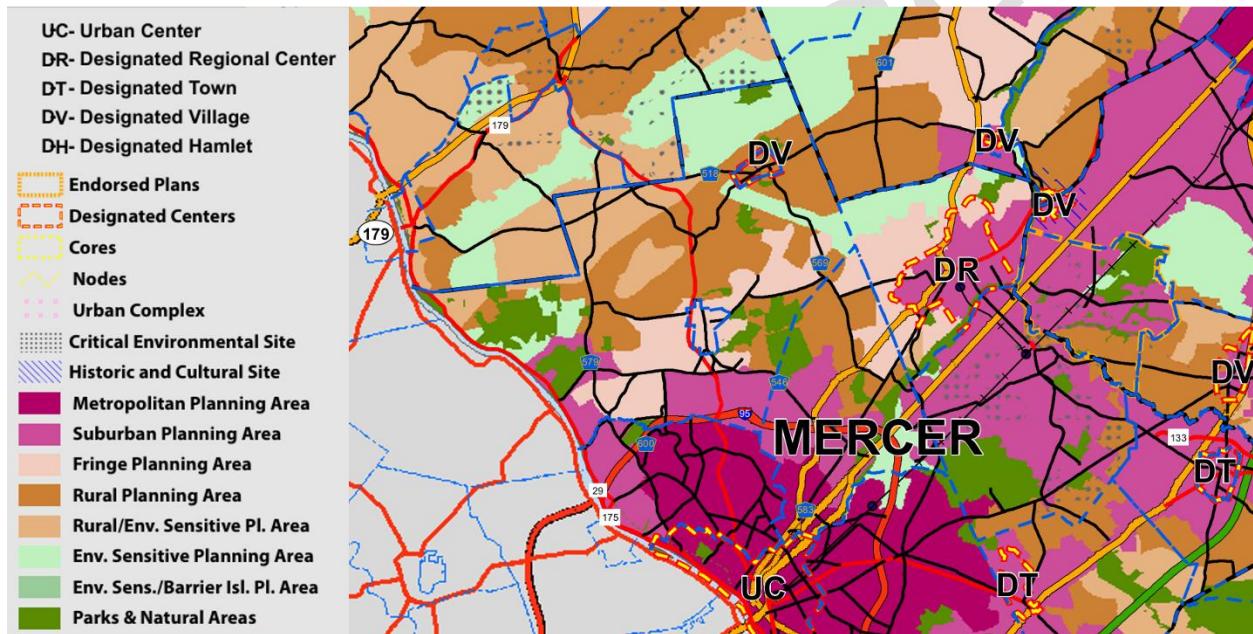 UC- Urban Center
DR- Designated Regional Center
DT- Designated Town
DV- Designated Village
DH- Designated Hamlet
Endorsed Plans
Designated Centers
Cores
Nodes
Urban Complex
Critical Environmental Site
Historic and Cultural Site
Metropolitan Planning Area
Suburban Planning Area
Fringe Planning Area
Rural Planning Area
Rural/Env. Sensitive Pl. Area
Env. Sensitive Planning Area
Env. Sens./Barrier Isl. Pl. Area
Parks & Natural Areas
601
179
DV
DV
518
DV
179
569
DR
579
546
DV
95
MERCER
133
600
DT
29
175
583
UC
DT